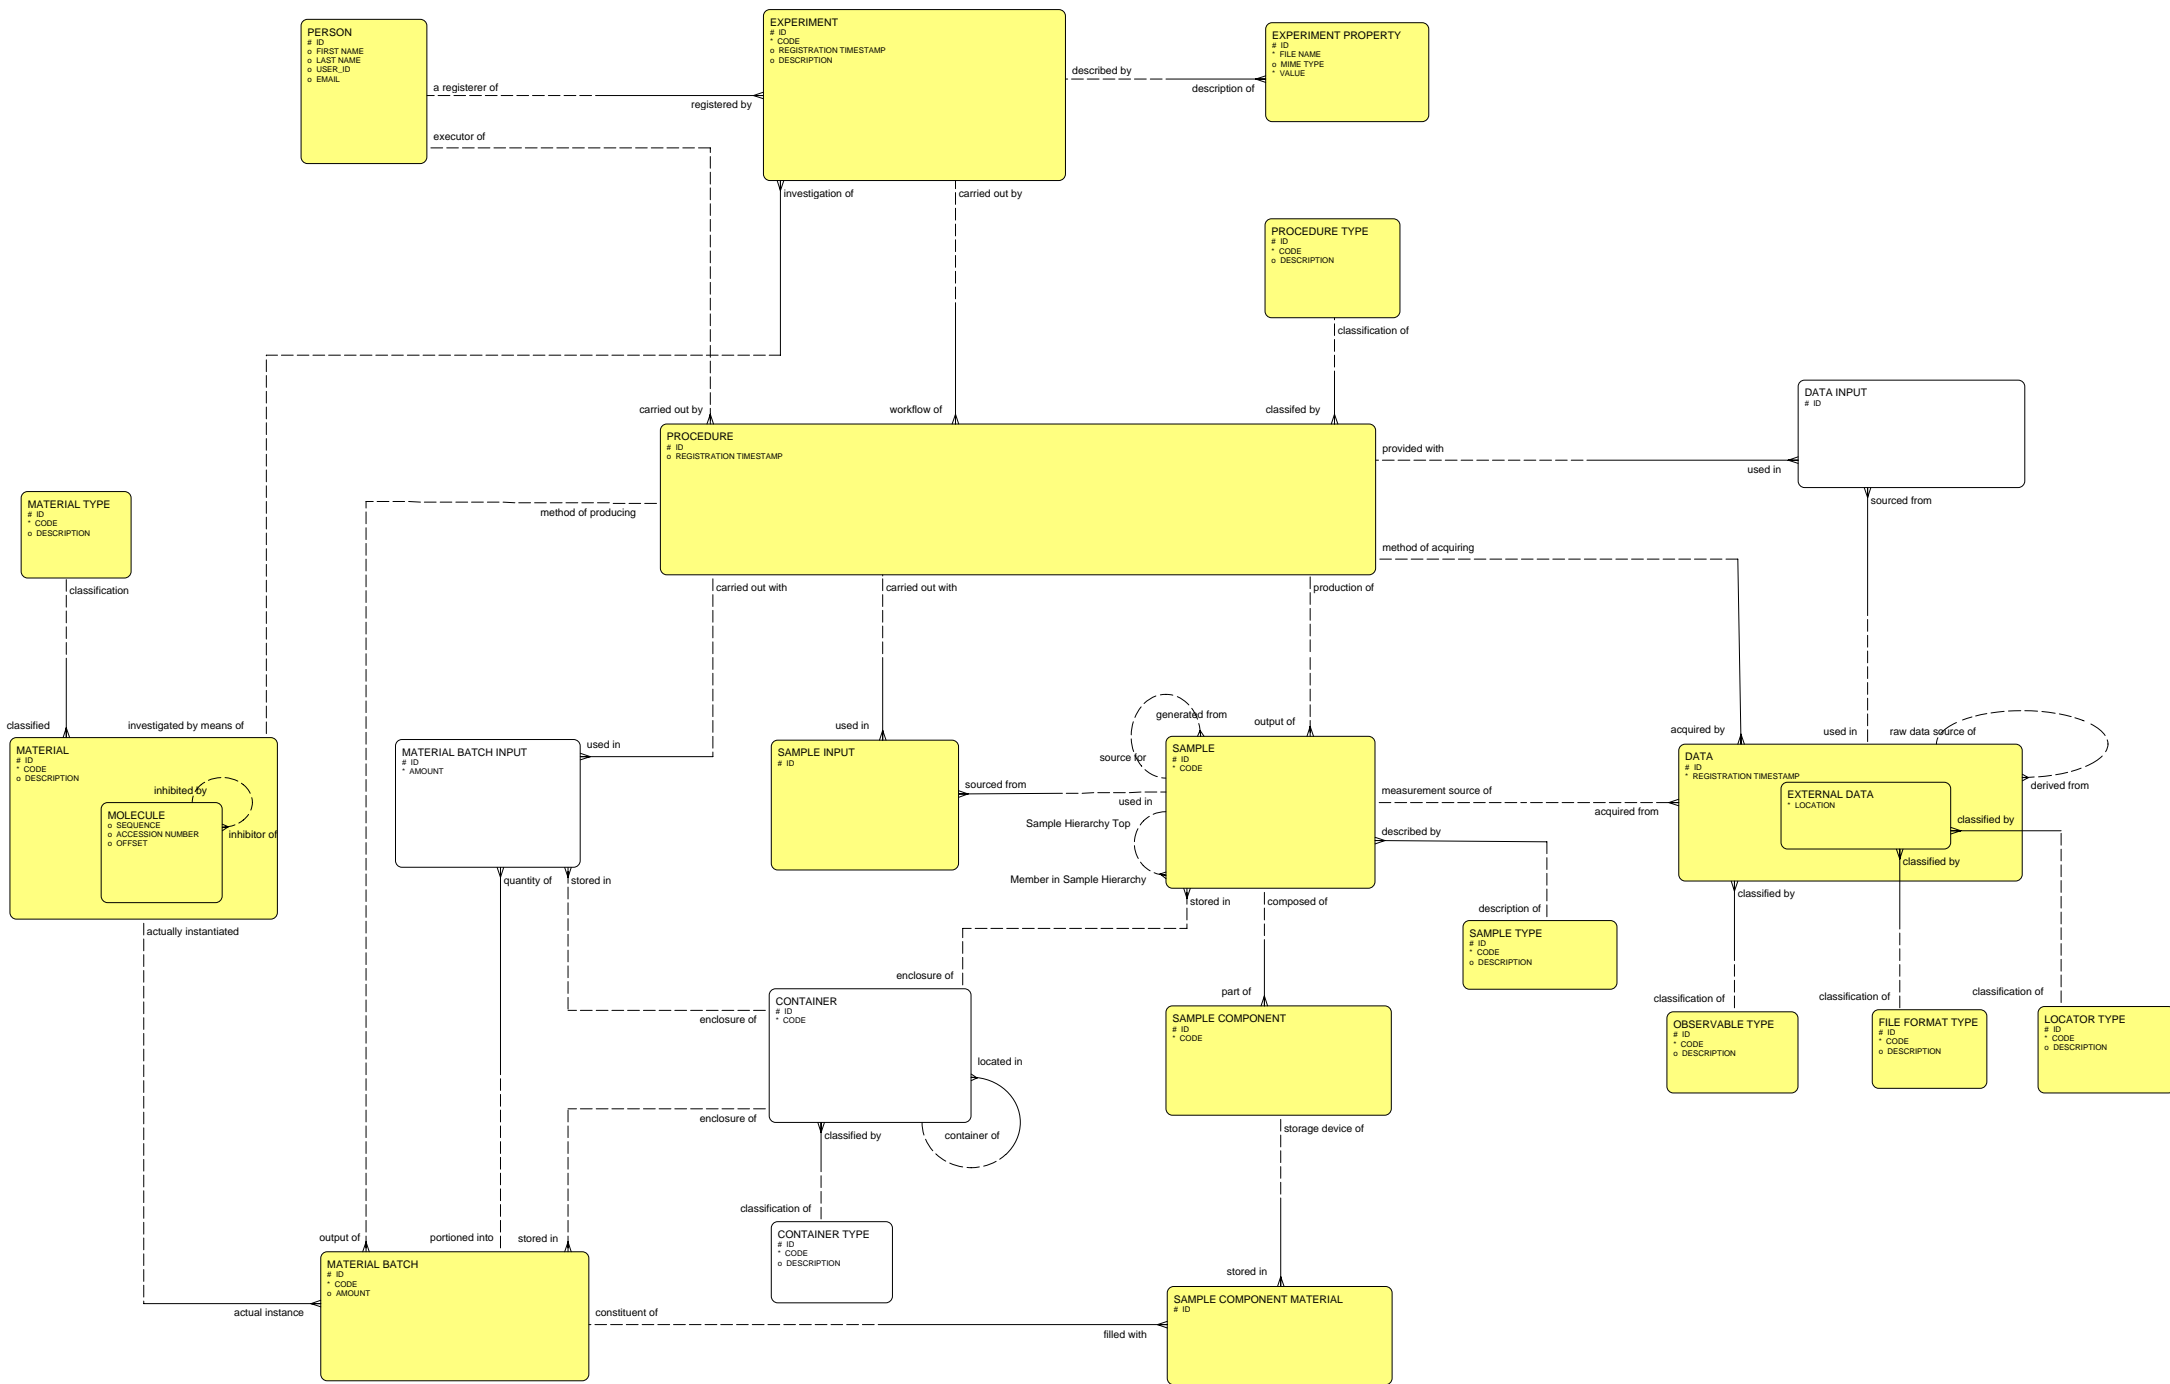 PERSON
# ID
o FIRST NAME
o LAST NAME
o USER_ID
o EMAIL
EXPERIMENT
# ID
* CODE
o REGISTRATION TIMESTAMP
o DESCRIPTION
EXPERIMENT PROPERTY
# ID
* FILE NAME
o MIME TYPE
* VALUE
a registerer of
registered by
described by
description of
executor of
investigation of
carried out by
PROCEDURE TYPE
# ID
* CODE
o DESCRIPTION
classification of
carried out by
workflow of
classifed by
DATA INPUT
# ID
PROCEDURE
# ID
o REGISTRATION TIMESTAMP
provided with
used in
sourced from
MATERIAL TYPE
# ID
* CODE
o DESCRIPTION
classification
method of producing
method of acquiring
carried out with
carried out with
production of
classified
investigated by means of
used in
used in
generated from
output of
source for
acquired by
used in
raw data source of
derived from
MATERIAL
# ID
* CODE
o DESCRIPTION
inhibited by
inhibitor of
MOLECULE
o SEQUENCE
o ACCESSION NUMBER
o OFFSET
MATERIAL BATCH INPUT
# ID
* AMOUNT
SAMPLE INPUT
# ID
SAMPLE
# ID
* CODE
DATA
# ID
* REGISTRATION TIMESTAMP
EXTERNAL DATA
* LOCATION
sourced from
used in
Sample Hierarchy Top
Member in Sample Hierarchy
measurement source of
acquired from
described by
classified by
classified by
classified by
quantity of
stored in
stored in
composed of
description of
SAMPLE TYPE
# ID
* CODE
o DESCRIPTION
actually instantiated
enclosure of
enclosure of
CONTAINER
# ID
* CODE
part of
SAMPLE COMPONENT
# ID
* CODE
classification of
OBSERVABLE TYPE
# ID
* CODE
o DESCRIPTION
classification of
FILE FORMAT TYPE
# ID
* CODE
o DESCRIPTION
classification of
LOCATOR TYPE
# ID
* CODE
o DESCRIPTION
located in
container of
enclosure of
classified by
storage device of
classification of
CONTAINER TYPE
# ID
* CODE
o DESCRIPTION
output of
portioned into
stored in
MATERIAL BATCH
# ID
* CODE
o AMOUNT
actual instance
constituent of
filled with
stored in
SAMPLE COMPONENT MATERIAL
# ID